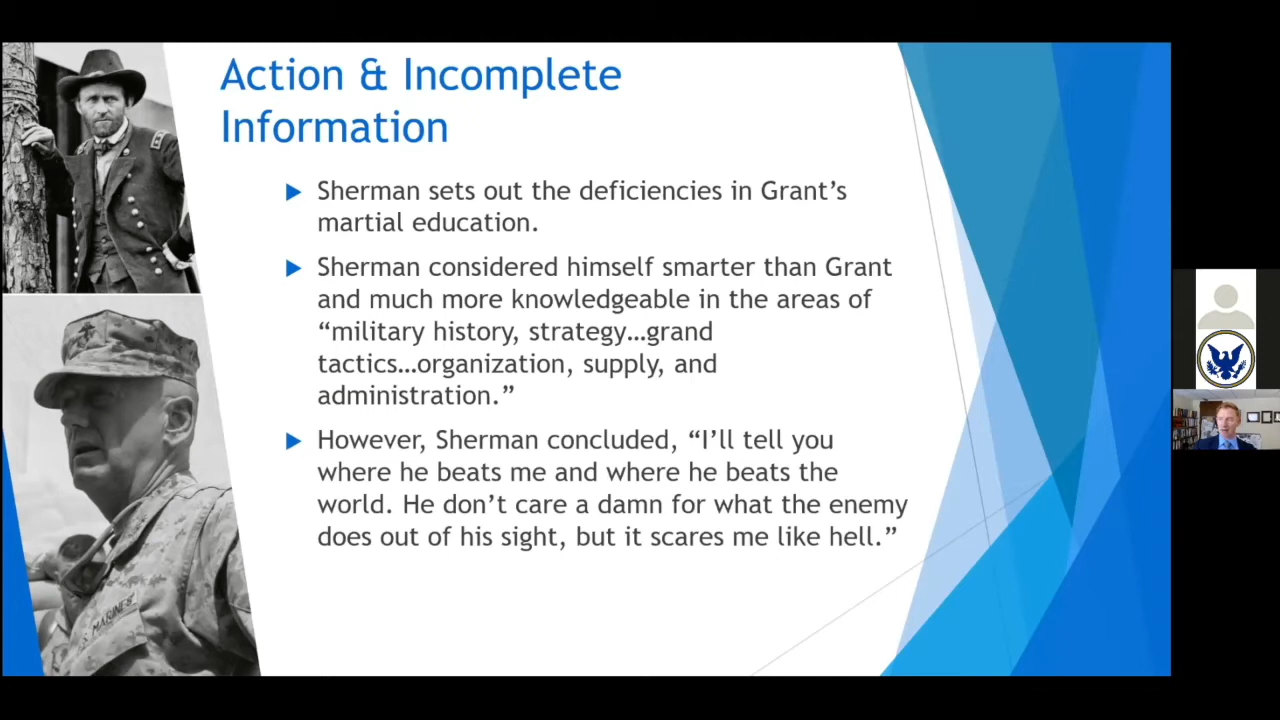 Action & Incomplete
Information
Sherman sets out the deficiencies in Grant’s
martial education.
Sherman considered himself smarter than Grant
and much more knowledgeable in the areas of
“military history, strategy…grand
tactics…organization, supply, and
administration.”
However, Sherman concluded, “I’ll tell you
where he beats me and where he beats the
world. He don’t care a damn for what the enemy
does out of his sight, but it scares me like hell.”
MARINES